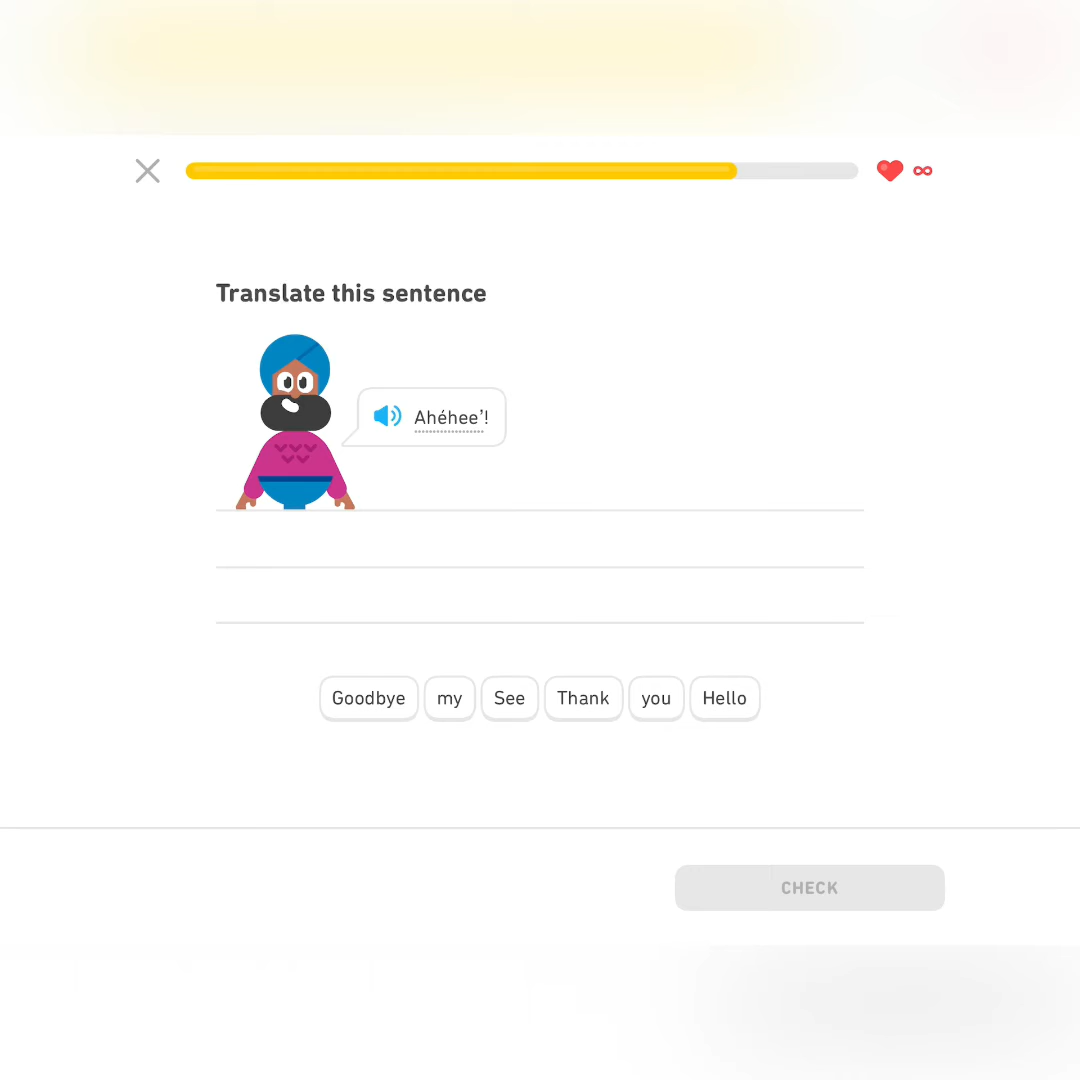 ∞
Translate this sentence
Ahéhee’!
Goodbye my See Thank you Hello
CHECK